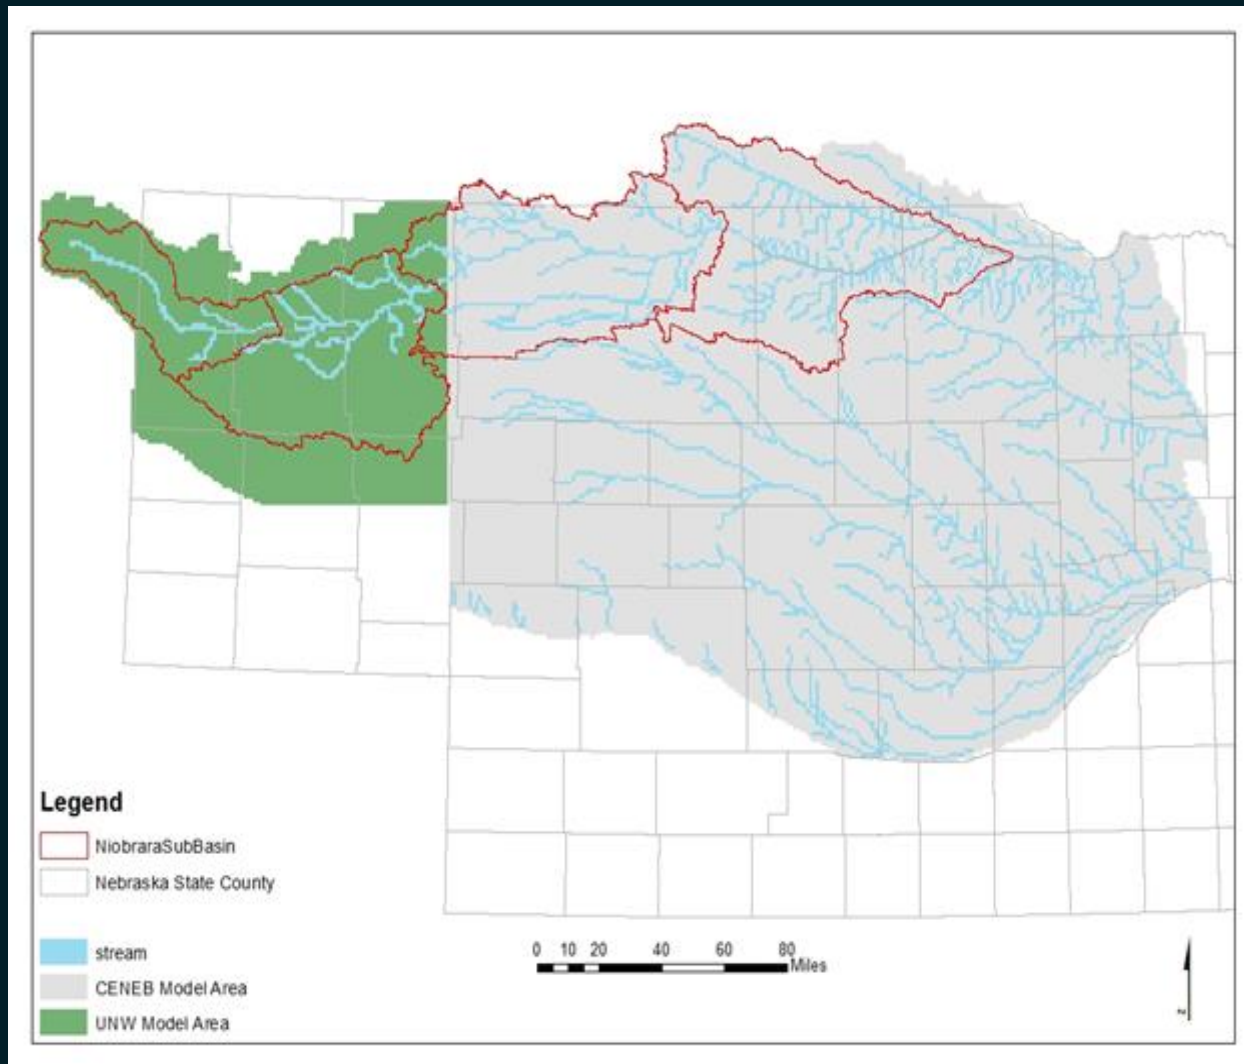 Legend
NiobraraSubBasin
Nebraska State County
stream
CENEB Model Area
UNW Model Area
0 10 20 40 60 80
Miles
N